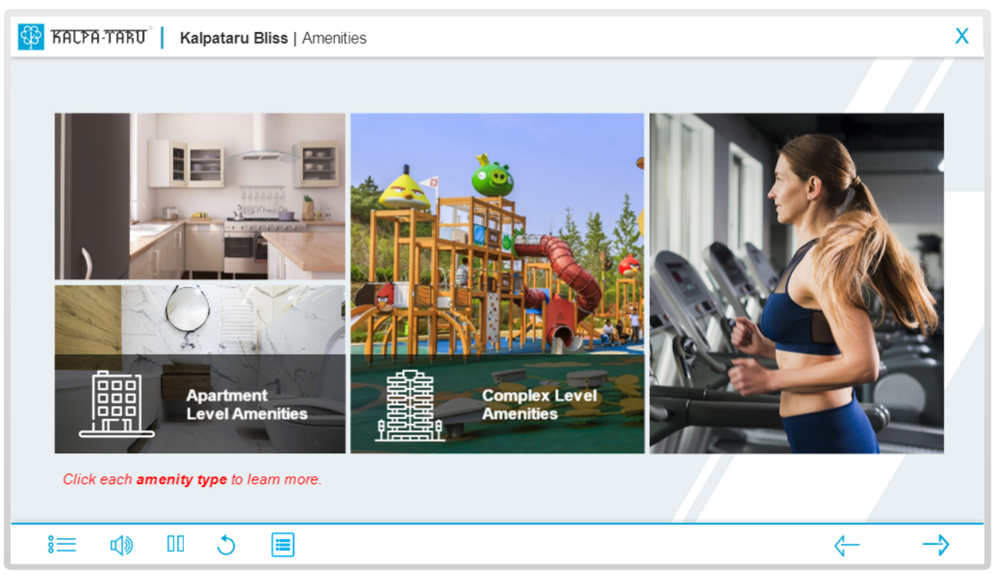 KALPA-TARU
Kalpataru Bliss | Amenities
X
Apartment
Level Amenities
Complex Level
Amenities
Click each amenity type to learn more.